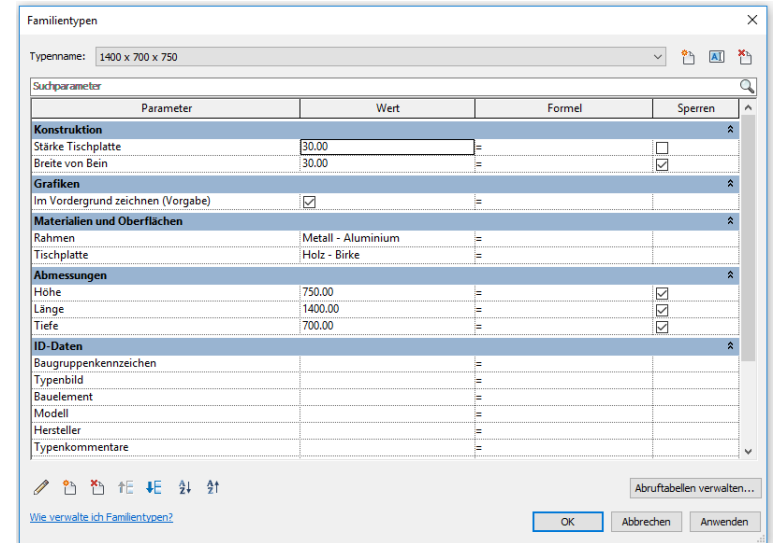 Familientypen
Typenname: 1400 x 700 x 750
Suchparameter
Parameter Wert Formel Sperren
Konstruktion
Stärke Tischplatte 30.00 =
Breite von Bein 30.00 =
Grafiken
Im Vordergrund zeichnen (Vorgabe) =
Materialien und Oberflächen
Rahmen Metall - Aluminium =
Tischplatte Holz - Birke =
Abmessungen
Höhe 750.00 =
Länge 1400.00 =
Tiefe 700.00 =
ID-Daten
Baugruppenkennzeichen =
Typenbild =
Bauelement =
Modell =
Hersteller =
Typenkommentare =
Abruftabellen verwalten...
Wie verwalte ich Familientypen?
OK Abbrechen Anwenden